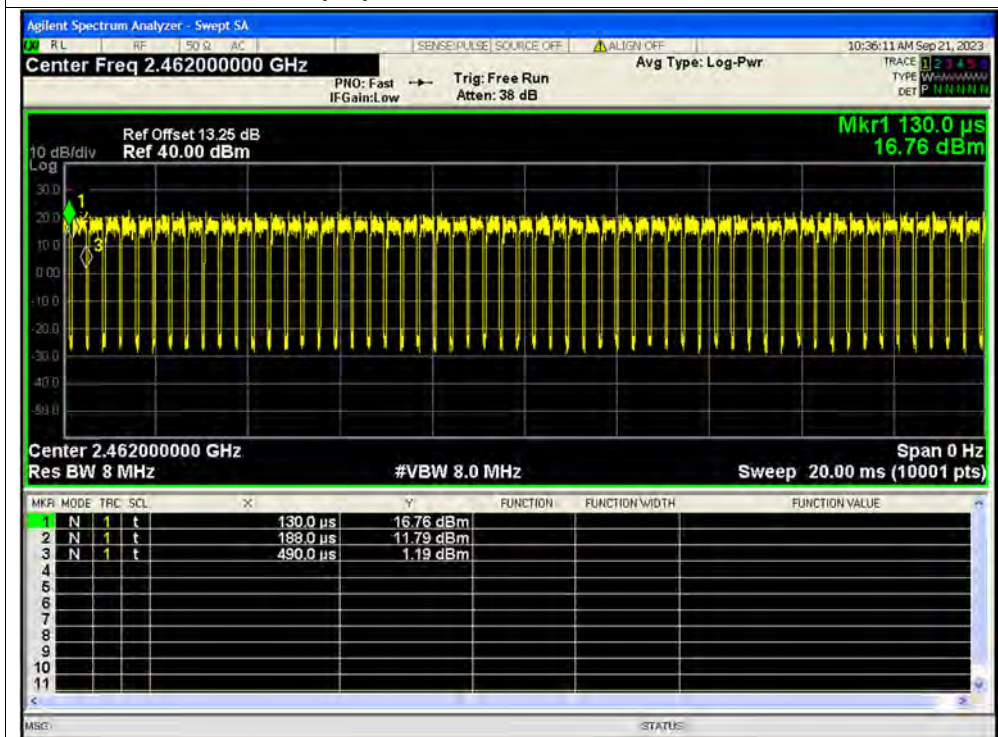 Agilent Spectrum Analyzer - Swept SA
RL RF 50 Ω AC SENSE:PULSE SOURCE OFF ALIGN OFF 10:36:11 AM Sep 21, 2023
Center Freq 2.462000000 GHz
PNO: Fast
IFGain:Low
Trig: Free Run
Atten: 38 dB
Avg Type: Log-Pwr
TRACE 1 2 3 4 5 6
TYPE W
DET P N N N N N
Mkr1 130.0 µs
16.76 dBm
Ref Offset 13.25 dB
10 dB/div Ref 40.00 dBm
Log
30.0
20.0
10.0
0.00
-10.0
-20.0
-30.0
-40.0
-50.0
1
2
3
Center 2.462000000 GHz Span 0 Hz
Res BW 8 MHz #VBW 8.0 MHz Sweep 20.00 ms (10001 pts)
MKR MODE TRC SCL X Y FUNCTION FUNCTION WIDTH FUNCTION VALUE
1 N 1 t 130.0 µs 16.76 dBm
2 N 1 t 188.0 µs 11.79 dBm
3 N 1 t 490.0 µs 1.19 dBm
4
5
6
7
8
9
10
11
MSG STATUS